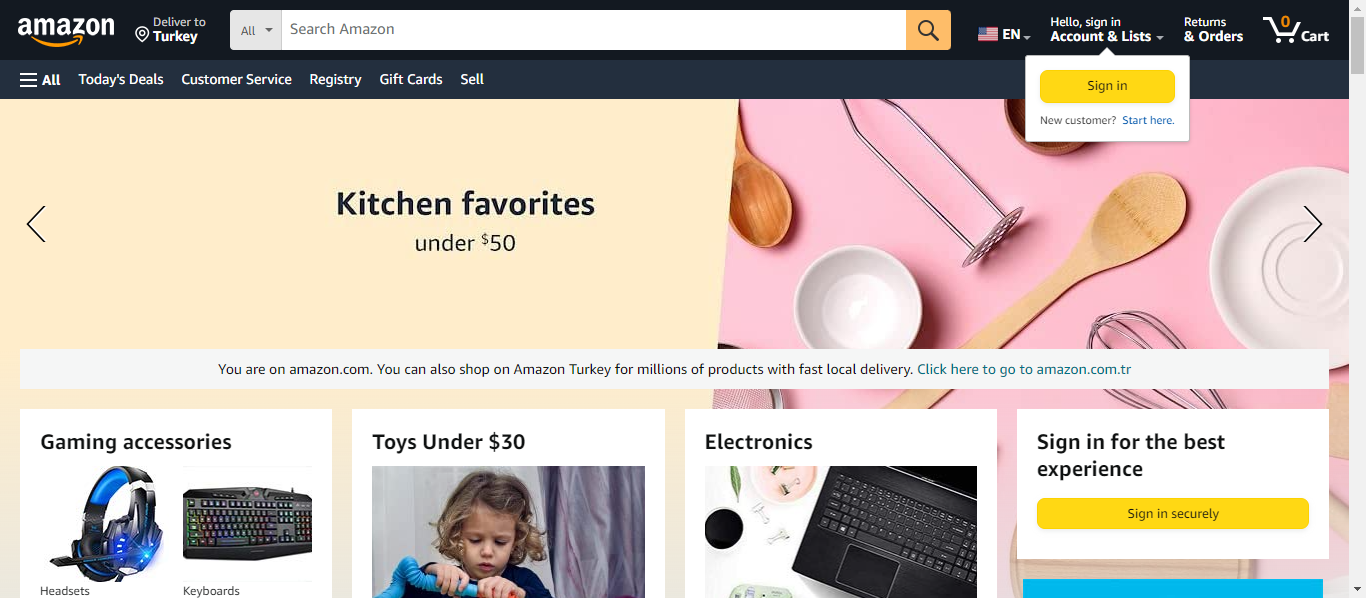 amazon
Deliver to
Turkey
All
Search Amazon
EN
Hello, sign in
Account & Lists
Returns
& Orders
0
Cart
All
Today's Deals
Customer Service
Registry
Gift Cards
Sell
Sign in
New customer? Start here.
Kitchen favorites
under $50
You are on amazon.com. You can also shop on Amazon Turkey for millions of products with fast local delivery. Click here to go to amazon.com.tr
Gaming accessories
Headsets
Keyboards
Toys Under $30
Electronics
Sign in for the best
experience
Sign in securely